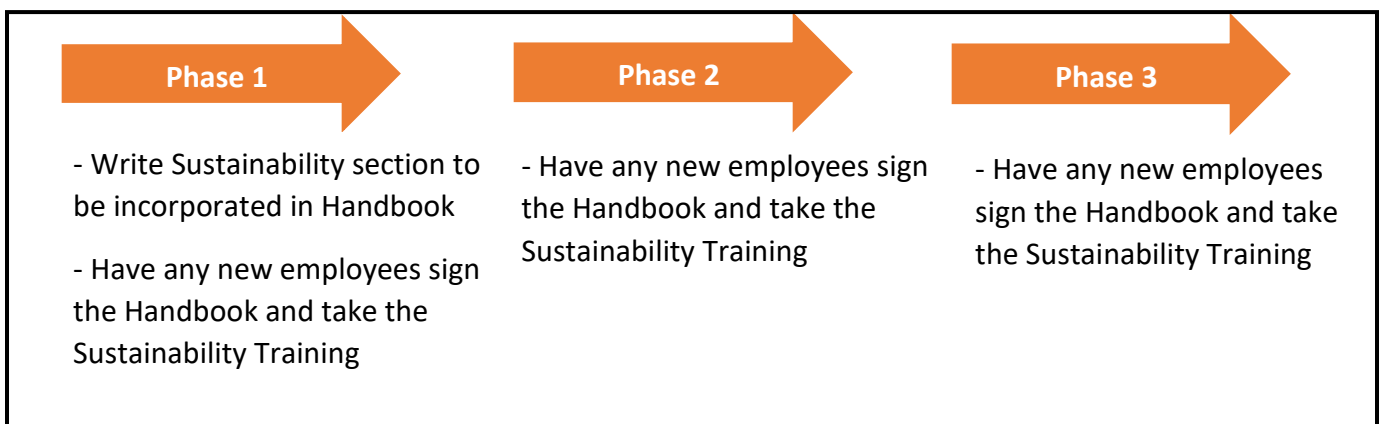 Phase 1
- Write Sustainability section to
be incorporated in Handbook
- Have any new employees sign
the Handbook and take the
Sustainability Training
Phase 2
- Have any new employees sign
the Handbook and take the
Sustainability Training
Phase 3
- Have any new employees
sign the Handbook and take
the Sustainability Training